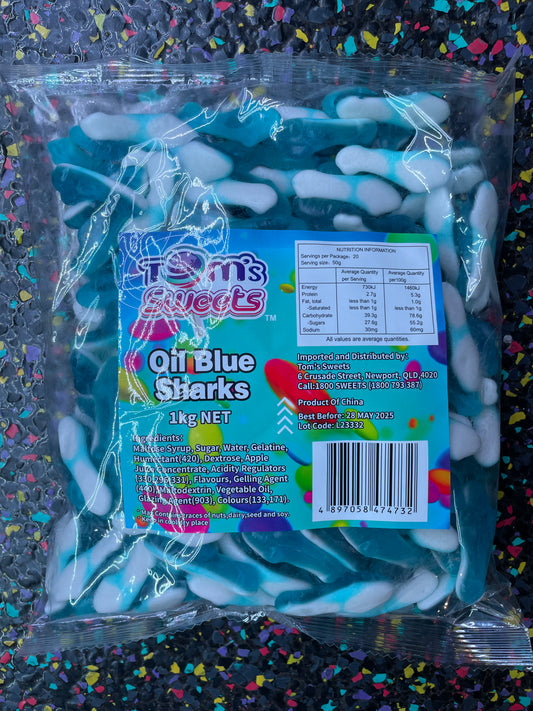 Tom's
Sweets
TM
Oil Blue
Sharks
1kg NET
Ingredients:
Maltose Syrup, Sugar, Water, Gelatine,
Humectant(420), Dextrose, Apple
Juice Concentrate, Acidity Regulators
(330,296,331), Flavours, Gelling Agent
(440), Maltodextrin, Vegetable Oil,
Glazing Agent(903), Colours(133,171).
* May Contain traces of nuts,dairy,seed and soy.
* Keep in cool dry place
NUTRITION INFORMATION
Servings per Package: 20
Serving size: 50g
Average Quantity per Serving Average Quantity per100g
Energy 730kJ 1460kJ
Protein 2.7g 5.3g
Fat, total less than 1g 1.0g
-Saturated less than 1g less than 1g
Carbohydrate 39.3g 78.6g
-Sugars 27.6g 55.2g
Sodium 30mg 60mg
All values are average quantities.
Imported and Distributed by:
Tom's Sweets
6 Crusade Street, Newport, QLD,4020
Call:1800 SWEETS (1800 793 387)
Product Of China
Best Before: 28 MAY 2025
Lot Code: L23332
4 897058 474732